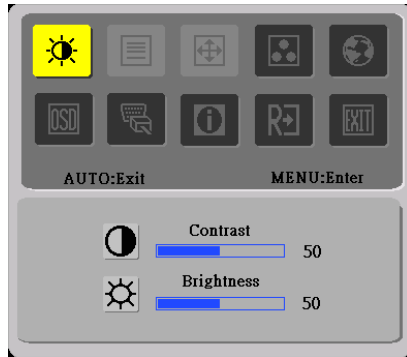 OSD R EXIT
AUTO:Exit MENU:Enter
Contrast
50
Brightness
50